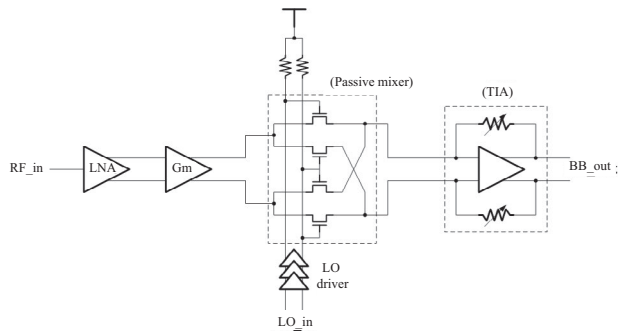 (Passive mixer)
(TIA)
RF_in
LNA
Gm
BB_out ;
LO
driver
LO_in